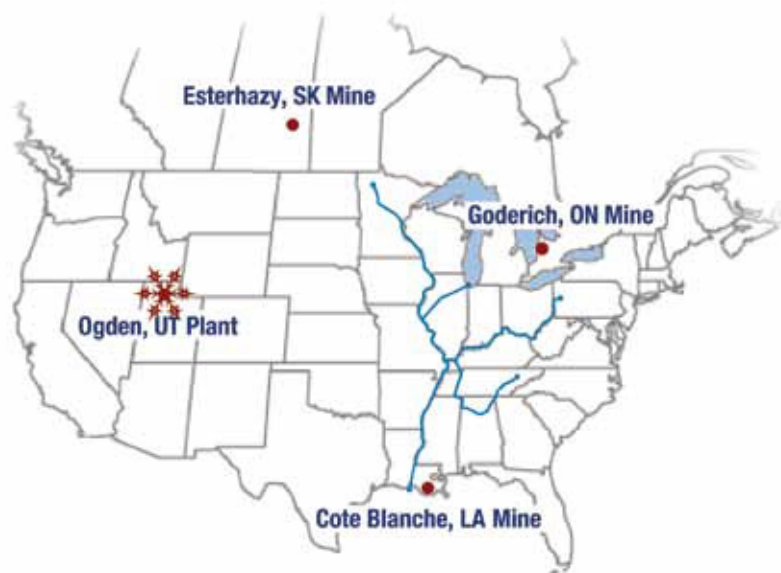 Esterhazy, SK Mine
Goderich, ON Mine
Ogden, UT Plant
Cote Blanche, LA Mine